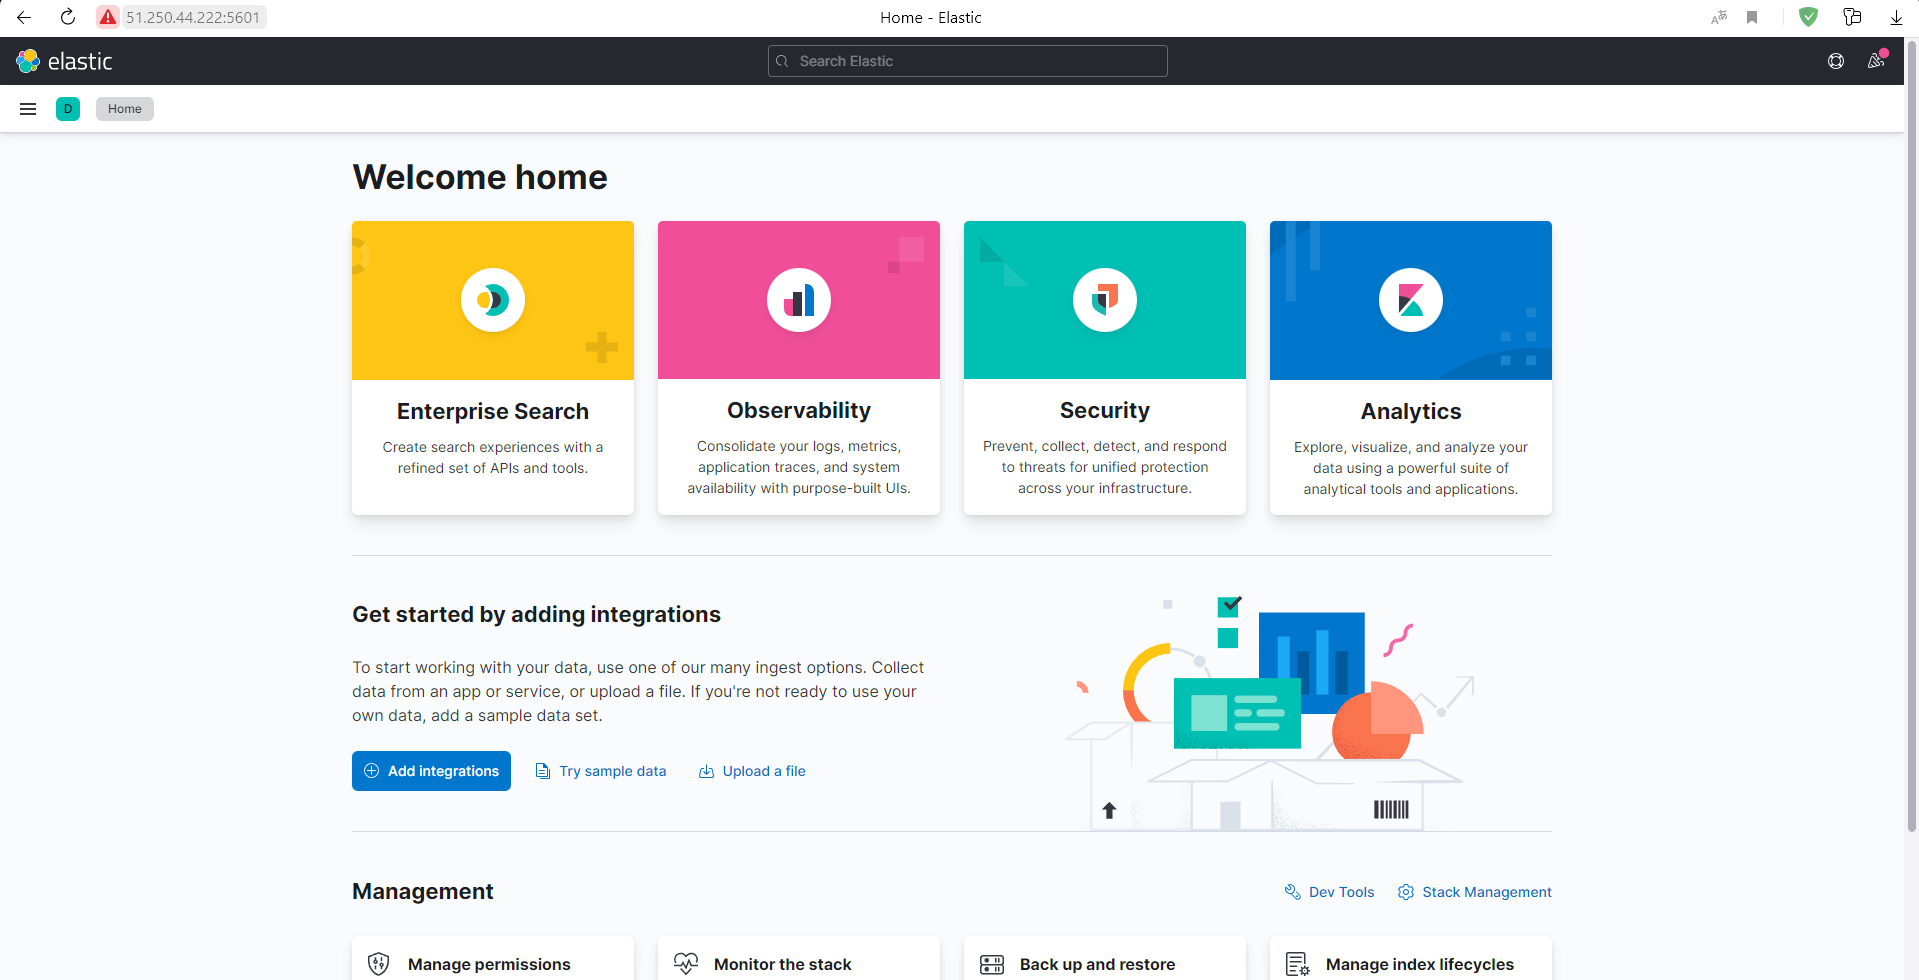 51.250.44.222:5601
Home - Elastic
elastic
Search Elastic
D
Home
Welcome home
Enterprise Search
Create search experiences with a
refined set of APIs and tools.
Observability
Consolidate your logs, metrics,
application traces, and system
availability with purpose-built UIs.
Security
Prevent, collect, detect, and respond
to threats for unified protection
across your infrastructure.
Analytics
Explore, visualize, and analyze your
data using a powerful suite of
analytical tools and applications.
Get started by adding integrations
To start working with your data, use one of our many ingest options. Collect
data from an app or service, or upload a file. If you're not ready to use your
own data, add a sample data set.
Add integrations
Try sample data
Upload a file
Management
Dev Tools
Stack Management
Manage permissions
Monitor the stack
Back up and restore
Manage index lifecycles